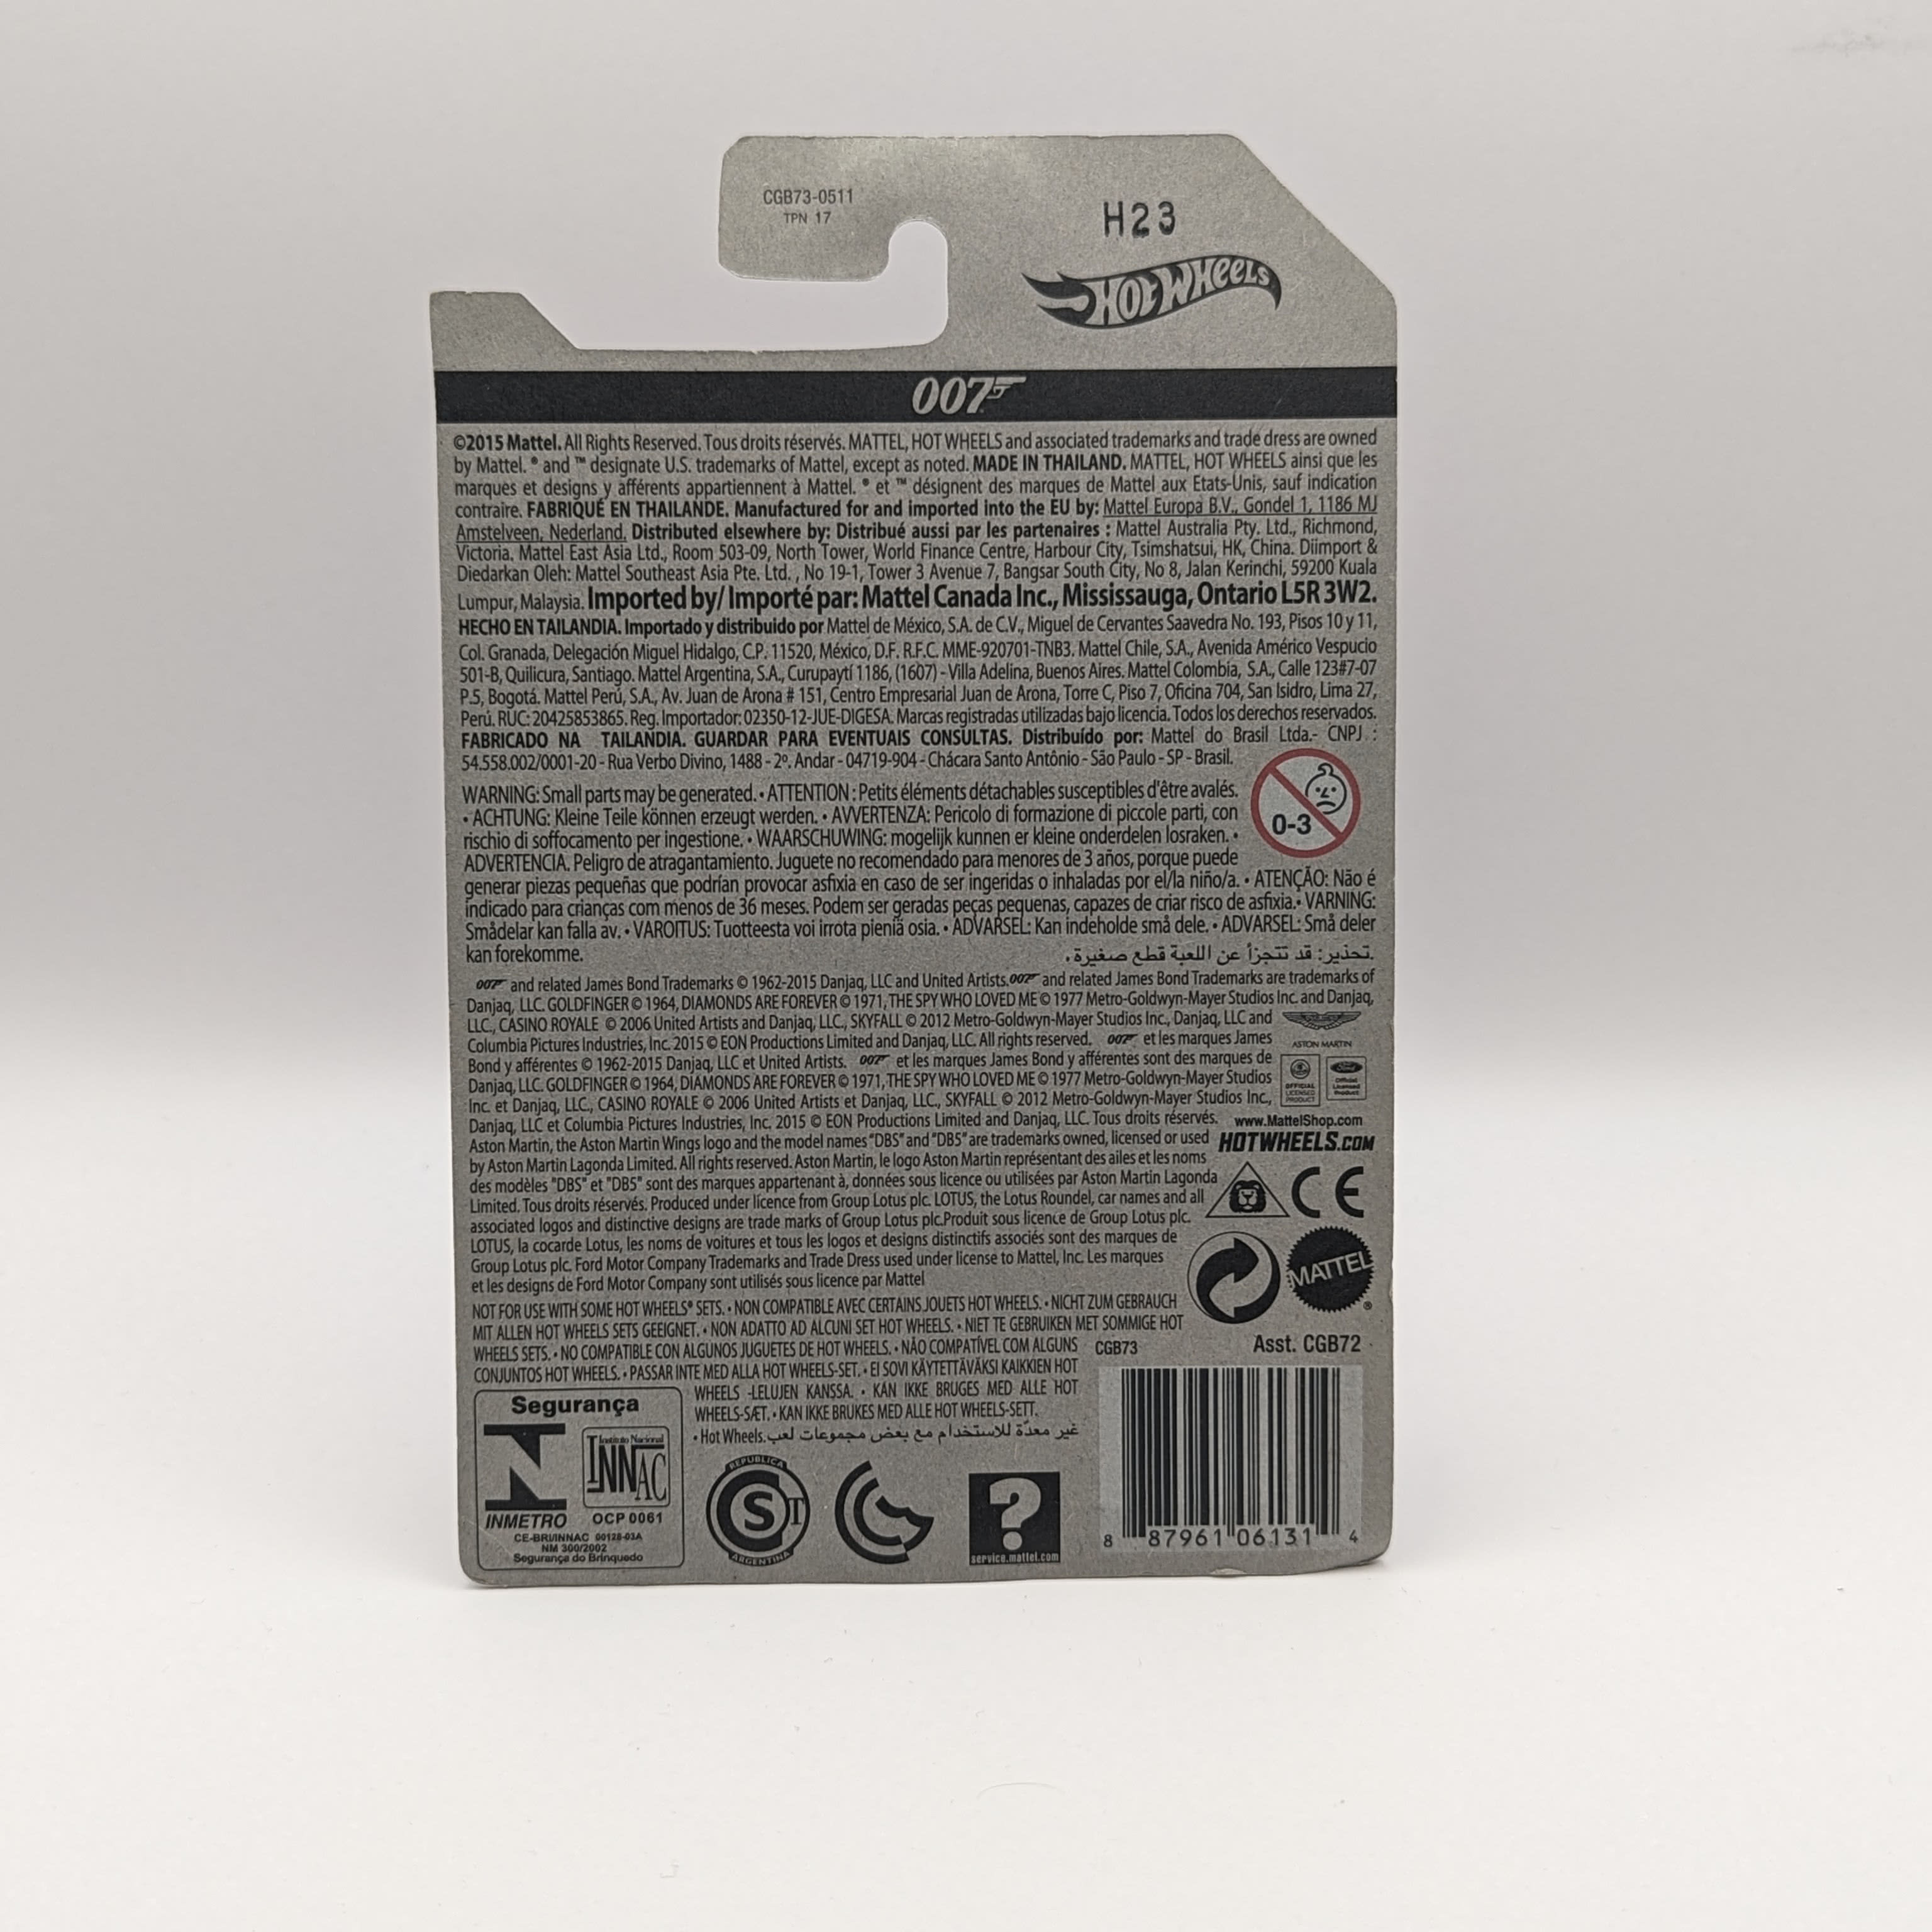 CGB73-0511
TPN 17
H23
HOT WHEELS
007
©2015 Mattel. All Rights Reserved. Tous droits réservés. MATTEL, HOT WHEELS and associated trademarks and trade dress are owned
by Mattel. ® and ™ designate U.S. trademarks of Mattel, except as noted. MADE IN THAILAND. MATTEL, HOT WHEELS ainsi que les
marques et designs y afférents appartiennent à Mattel. ® et ™ désignent des marques de Mattel aux Etats-Unis, sauf indication
contraire. FABRIQUÉ EN THAILANDE. Manufactured for and imported into the EU by: Mattel Europa B.V., Gondel 1, 1186 MJ
Amstelveen, Nederland. Distributed elsewhere by: Distribué aussi par les partenaires : Mattel Australia Pty. Ltd., Richmond,
Victoria. Mattel East Asia Ltd., Room 503-09, North Tower, World Finance Centre, Harbour City, Tsimshatsui, HK, China. Diimport &
Diedarkan Oleh: Mattel Southeast Asia Pte. Ltd. , No 19-1, Tower 3 Avenue 7, Bangsar South City, No 8, Jalan Kerinchi, 59200 Kuala
Lumpur, Malaysia. Imported by/ Importé par: Mattel Canada Inc., Mississauga, Ontario L5R 3W2.
HECHO EN TAILANDIA. Importado y distribuido por Mattel de México, S.A. de C.V., Miguel de Cervantes Saavedra No. 193, Pisos 10 y 11,
Col. Granada, Delegación Miguel Hidalgo, C.P. 11520, México, D.F. R.F.C. MME-920701-TNB3. Mattel Chile, S.A., Avenida Américo Vespucio
501-B, Quilicura, Santiago. Mattel Argentina, S.A., Curupaytí 1186, (1607) - Villa Adelina, Buenos Aires. Mattel Colombia, S.A., Calle 123#7-07
P.5, Bogotá. Mattel Perú, S.A., Av. Juan de Arona # 151, Centro Empresarial Juan de Arona, Torre C, Piso 7, Oficina 704, San Isidro, Lima 27,
Perú. RUC: 20425853865. Reg. Importador: 02350-12-JUE-DIGESA. Marcas registradas utilizadas bajo licencia. Todos los derechos reservados.
FABRICADO NA TAILANDIA. GUARDAR PARA EVENTUAIS CONSULTAS. Distribuído por: Mattel do Brasil Ltda.- CNPJ :
54.558.002/0001-20 - Rua Verbo Divino, 1488 - 2º. Andar - 04719-904 - Chácara Santo Antônio - São Paulo - SP - Brasil.
WARNING: Small parts may be generated. • ATTENTION : Petits éléments détachables susceptibles d'être avalés.
• ACHTUNG: Kleine Teile können erzeugt werden. • AVVERTENZA: Pericolo di formazione di piccole parti, con
rischio di soffocamento per ingestione. • WAARSCHUWING: mogelijk kunnen er kleine onderdelen losraken. •
ADVERTENCIA. Peligro de atragantamiento. Juguete no recomendado para menores de 3 años, porque puede
0-3
generar piezas pequeñas que podrían provocar asfixia en caso de ser ingeridas o inhaladas por el/la niño/a. • ATENÇÃO: Não é
indicado para crianças com menos de 36 meses. Podem ser geradas peças pequenas, capazes de criar risco de asfixia.• VARNING:
Smådelar kan falla av. • VAROITUS: Tuotteesta voi irrota pieniä osia. • ADVARSEL: Kan indeholde små dele. • ADVARSEL: Små deler
kan forekomme. تحذير: قد تتجزأ عن اللعبة قطع صغيرة.
007 and related James Bond Trademarks © 1962-2015 Danjaq, LLC and United Artists. 007 and related James Bond Trademarks are trademarks of
Danjaq, LLC. GOLDFINGER © 1964, DIAMONDS ARE FOREVER © 1971, THE SPY WHO LOVED ME © 1977 Metro-Goldwyn-Mayer Studios Inc. and Danjaq,
LLC., CASINO ROYALE © 2006 United Artists and Danjaq, LLC., SKYFALL © 2012 Metro-Goldwyn-Mayer Studios Inc., Danjaq, LLC and
Columbia Pictures Industries, Inc. 2015 © EON Productions Limited and Danjaq, LLC. All rights reserved. 007 et les marques James
ASTON MARTIN
Bond y afférentes © 1962-2015 Danjaq, LLC et United Artists. 007 et les marques James Bond y afférentes sont des marques de
Danjaq, LLC. GOLDFINGER © 1964, DIAMONDS ARE FOREVER © 1971, THE SPY WHO LOVED ME © 1977 Metro-Goldwyn-Mayer Studios
Inc. et Danjaq, LLC., CASINO ROYALE © 2006 United Artists et Danjaq, LLC., SKYFALL © 2012 Metro-Goldwyn-Mayer Studios Inc.,
OFFICIAL
LICENSED
PRODUCT
Ford
Official
Licensed
Product
Danjaq, LLC et Columbia Pictures Industries, Inc. 2015 © EON Productions Limited and Danjaq, LLC. Tous droits réservés.
www.MattelShop.com
HOTWHEELS.COM
Aston Martin, the Aston Martin Wings logo and the model names "DBS" and "DB5" are trademarks owned, licensed or used
by Aston Martin Lagonda Limited. All rights reserved. Aston Martin, le logo Aston Martin représentant des ailes et les noms
des modèles "DBS" et "DB5" sont des marques appartenant à, données sous licence ou utilisées par Aston Martin Lagonda
Limited. Tous droits réservés. Produced under licence from Group Lotus plc. LOTUS, the Lotus Roundel, car names and all
associated logos and distinctive designs are trade marks of Group Lotus plc.Produit sous licence de Group Lotus plc.
LOTUS, la cocarde Lotus, les noms de voitures et tous les logos et designs distinctifs associés sont des marques de
Group Lotus plc. Ford Motor Company Trademarks and Trade Dress used under license to Mattel, Inc. Les marques
et les designs de Ford Motor Company sont utilisés sous licence par Mattel
CE
MATTEL ®
NOT FOR USE WITH SOME HOT WHEELS® SETS. • NON COMPATIBLE AVEC CERTAINS JOUETS HOT WHEELS. • NICHT ZUM GEBRAUCH
MIT ALLEN HOT WHEELS SETS GEEIGNET. • NON ADATTO AD ALCUNI SET HOT WHEELS. • NIET TE GEBRUIKEN MET SOMMIGE HOT
WHEELS SETS. • NO COMPATIBLE CON ALGUNOS JUGUETES DE HOT WHEELS. • NÃO COMPATÍVEL COM ALGUNS
CONJUNTOS HOT WHEELS. • PASSAR INTE MED ALLA HOT WHEELS-SET. • EI SOVI KÄYTETTÄVÄKSI KAIKKIEN HOT
WHEELS -LELUJEN KANSSA. • KAN IKKE BRUGES MED ALLE HOT
WHEELS-SÆT. • KAN IKKE BRUKES MED ALLE HOT WHEELS-SETT.
• Hot Wheels. غير معدّة للاستخدام مع بعض مجموعات لعب
CGB73
Asst. CGB72
Segurança
Instituto Nacional
INNAC
INMETRO
OCP 0061
CE-BRI/INNAC 00128-03A
NM 300/2002
Segurança do Brinquedo
REPUBLICA
S T
ARGENTINA
?
service.mattel.com
8 87961 06131 4